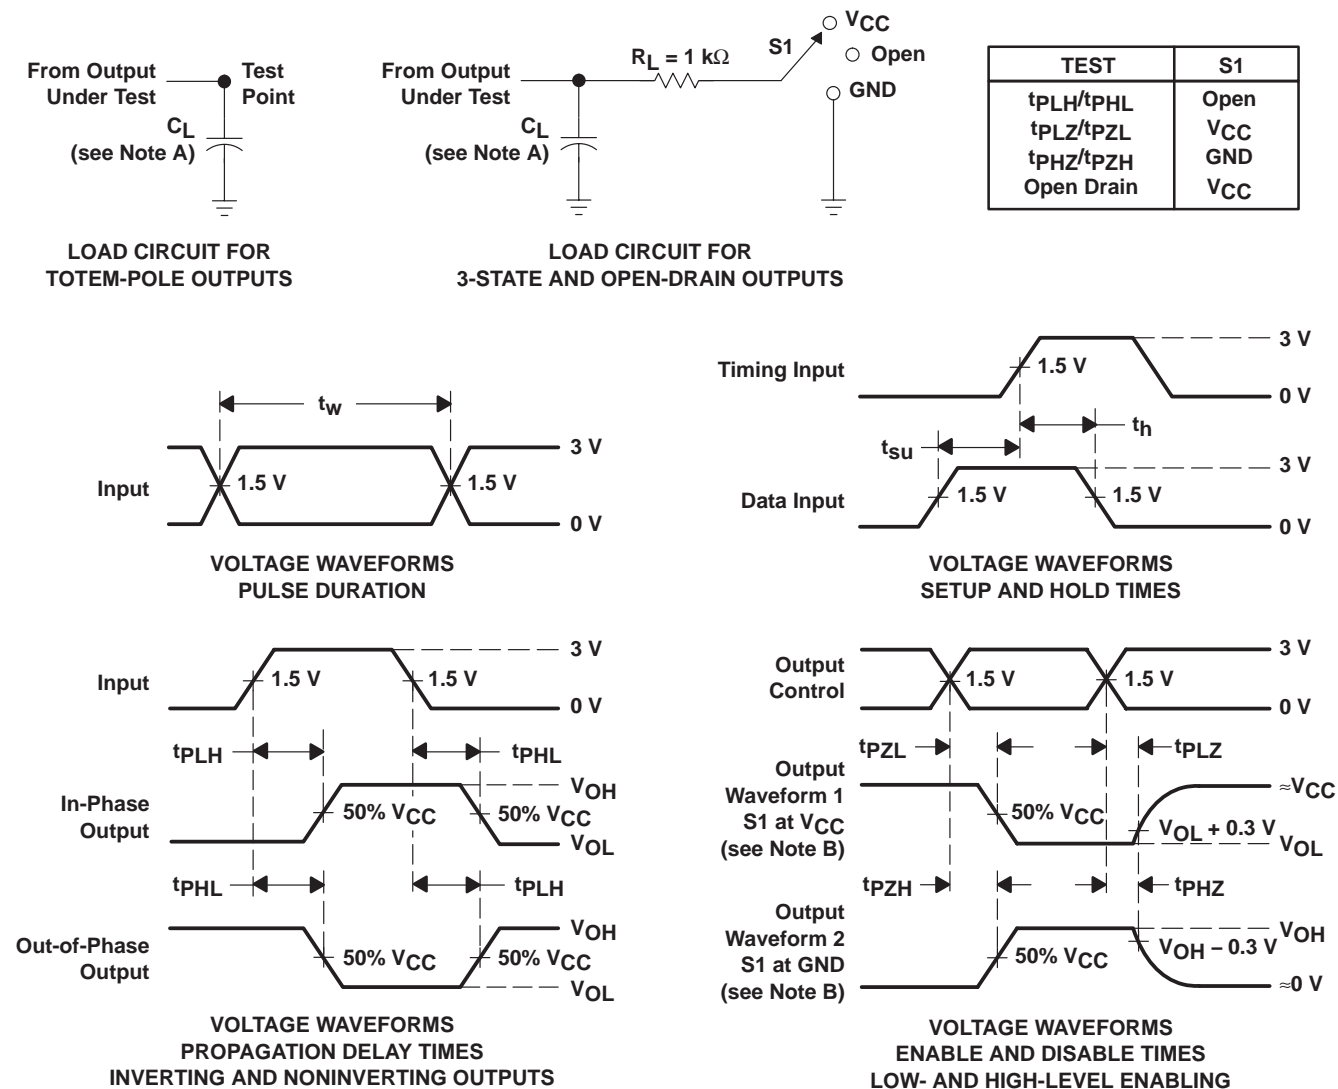 From Output
Under Test
Test
Point
CL
(see Note A)
LOAD CIRCUIT FOR
TOTEM-POLE OUTPUTS
From Output
Under Test
RL = 1 kΩ
S1
VCC
Open
GND
CL
(see Note A)
LOAD CIRCUIT FOR
3-STATE AND OPEN-DRAIN OUTPUTS
TEST S1
tPLH/tPHL Open
tPLZ/tPZL VCC
tPHZ/tPZH GND
Open Drain VCC
tw
Input
1.5 V
1.5 V
3 V
0 V
VOLTAGE WAVEFORMS
PULSE DURATION
Timing Input
1.5 V
3 V
0 V
th
tsu
Data Input
1.5 V
1.5 V
3 V
0 V
VOLTAGE WAVEFORMS
SETUP AND HOLD TIMES
Input
1.5 V
1.5 V
3 V
0 V
tPLH
tPHL
In-Phase
Output
50% VCC
50% VCC
VOH
VOL
tPHL
tPLH
Out-of-Phase
Output
50% VCC
50% VCC
VOH
VOL
VOLTAGE WAVEFORMS
PROPAGATION DELAY TIMES
INVERTING AND NONINVERTING OUTPUTS
Output
Control
1.5 V
1.5 V
3 V
0 V
tPZL
tPLZ
Output
Waveform 1
S1 at VCC
(see Note B)
50% VCC
VOL + 0.3 V
≈VCC
VOL
tPZH
tPHZ
Output
Waveform 2
S1 at GND
(see Note B)
50% VCC
VOH − 0.3 V
VOH
≈0 V
VOLTAGE WAVEFORMS
ENABLE AND DISABLE TIMES
LOW- AND HIGH-LEVEL ENABLING